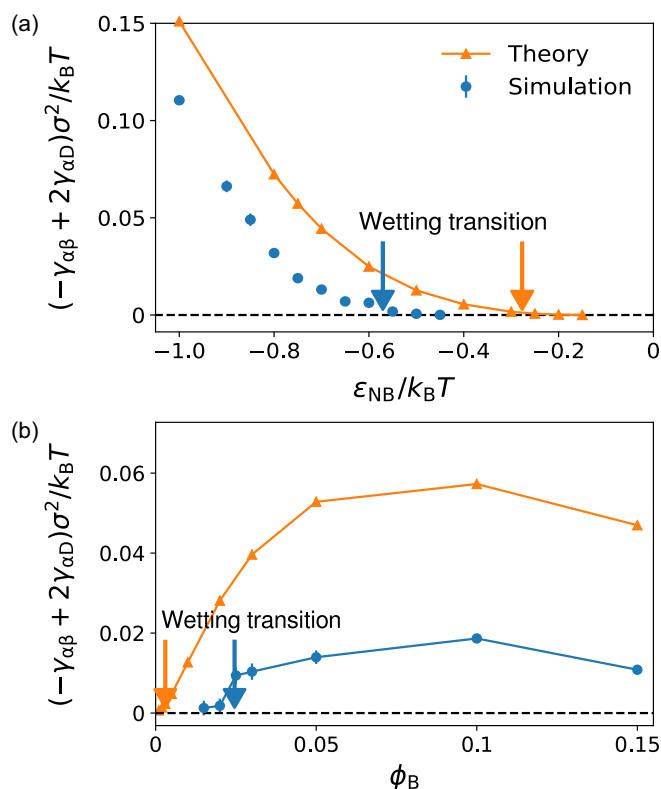 (a)
0.15
0.10
0.05
0
(−γαβ + 2γαD)σ²/kBT
Theory
Simulation
Wetting transition
−1.0
−0.8
−0.6
−0.4
−0.2
0
εNB/kBT
(b)
0.06
0.04
0.02
0
(−γαβ + 2γαD)σ²/kBT
Wetting transition
0
0.05
0.1
0.15
ϕB